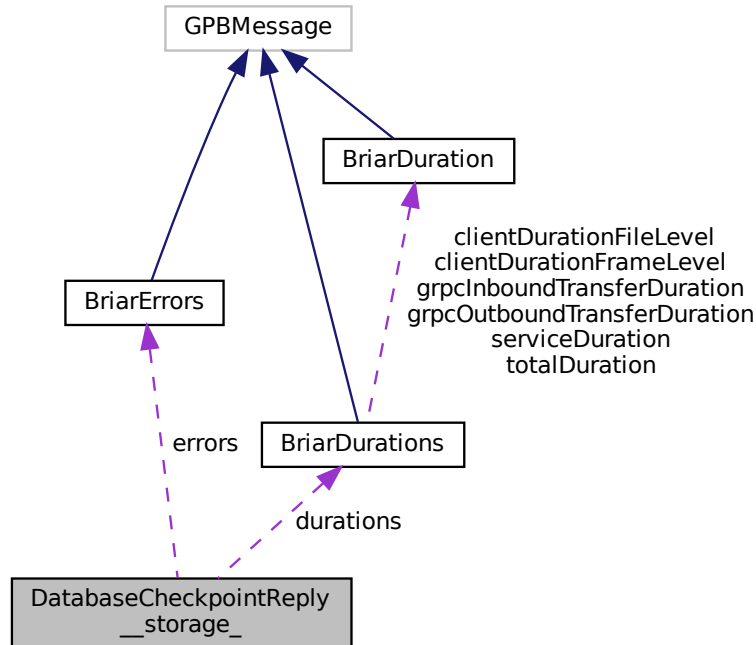 GPBMessage
BriarDuration
clientDurationFileLevel
clientDurationFrameLevel
grpcInboundTransferDuration
grpcOutboundTransferDuration
serviceDuration
totalDuration
BriarErrors
BriarDurations
errors
durations
DatabaseCheckpointReply
__storage_